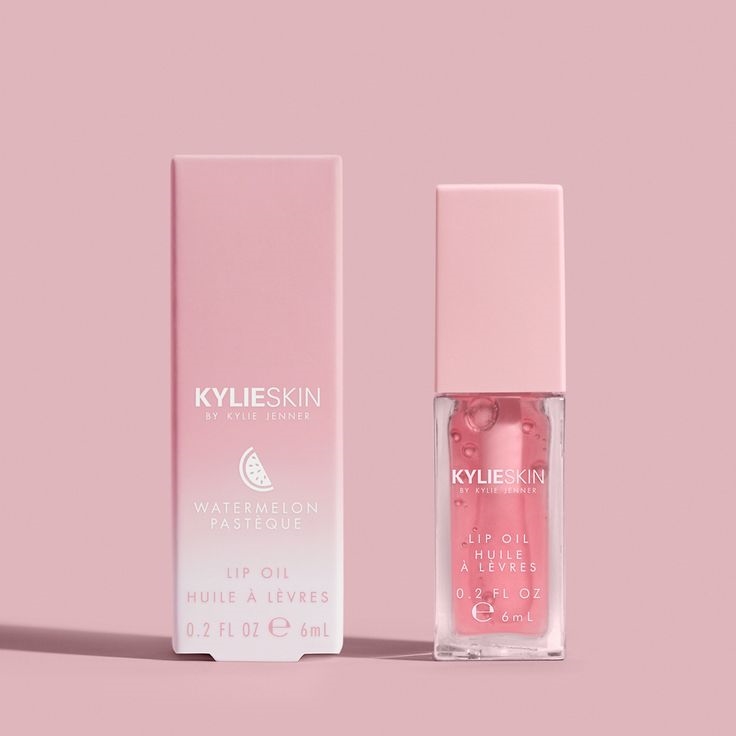 KYLIESKIN
BY KYLIE JENNER
WATERMELON
PASTÈQUE
LIP OIL
HUILE À LÈVRES
0.2 FL OZ ℮ 6mL
KYLIESKIN
BY KYLIE JENNER
LIP OIL
HUILE
À LÈVRES
0.2 FL OZ
℮ 6mL